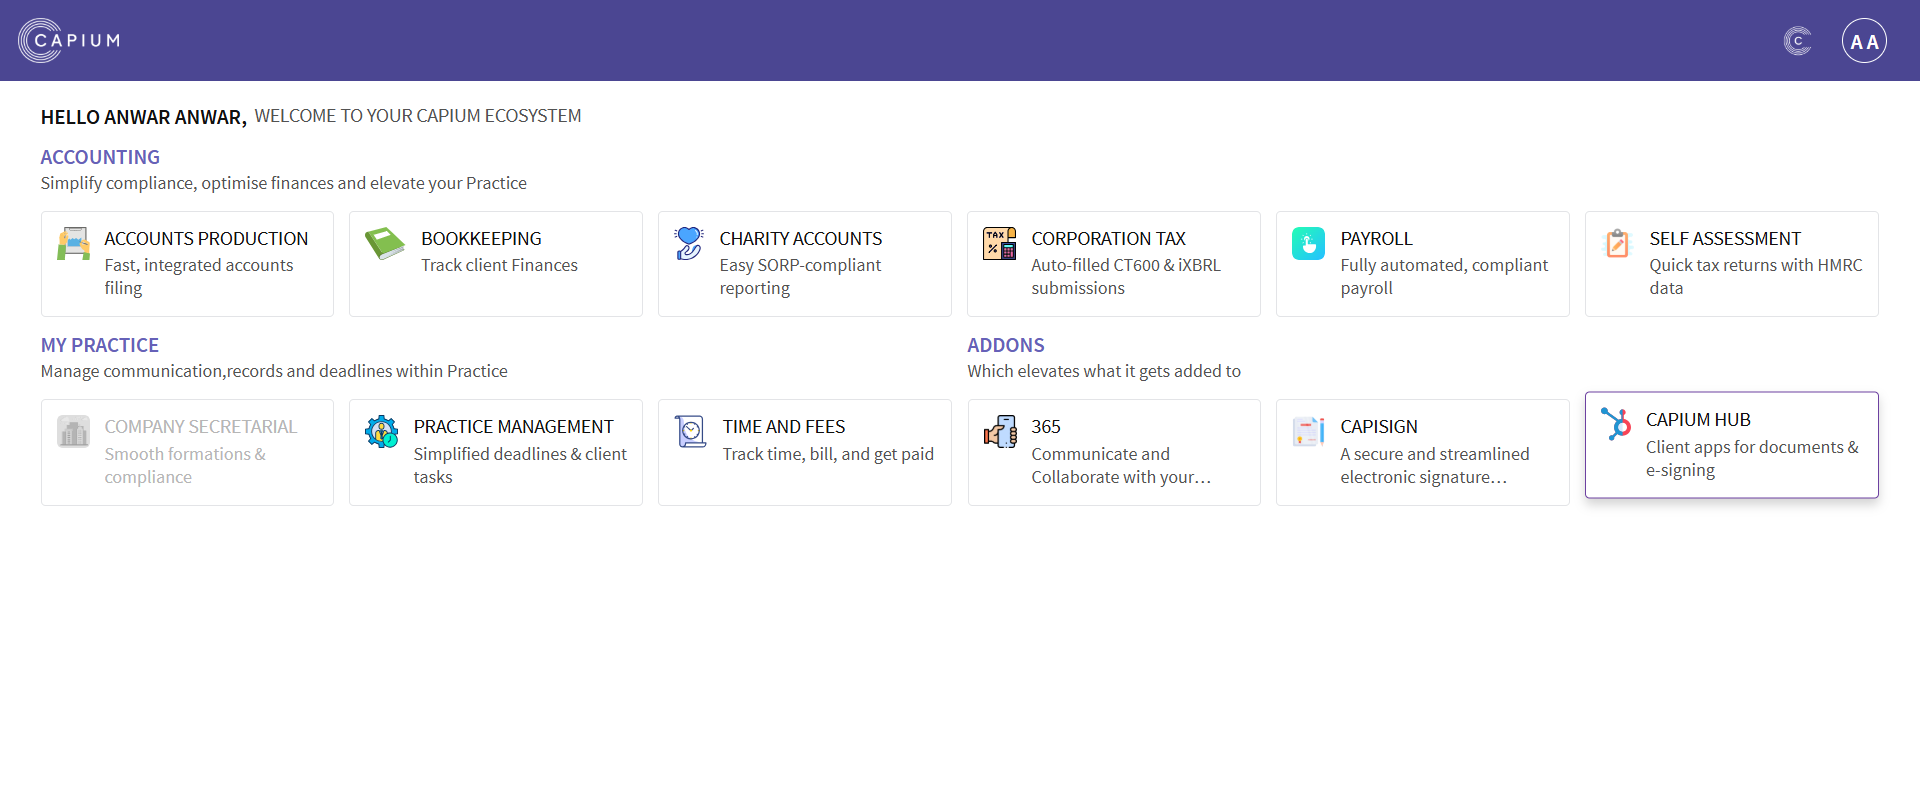 CAPIUM
C
AA
HELLO ANWAR ANWAR, WELCOME TO YOUR CAPIUM ECOSYSTEM
ACCOUNTING
Simplify compliance, optimise finances and elevate your Practice
ACCOUNTS PRODUCTION
Fast, integrated accounts
filing
BOOKKEEPING
Track client Finances
CHARITY ACCOUNTS
Easy SORP-compliant
reporting
TAX
%
CORPORATION TAX
Auto-filled CT600 & iXBRL
submissions
PAYROLL
Fully automated, compliant
payroll
SELF ASSESSMENT
Quick tax returns with HMRC
data
MY PRACTICE
Manage communication,records and deadlines within Practice
ADDONS
Which elevates what it gets added to
COMPANY SECRETARIAL
Smooth formations &
compliance
PRACTICE MANAGEMENT
Simplified deadlines & client
tasks
TIME AND FEES
Track time, bill, and get paid
365
Communicate and
Collaborate with your…
CAPISIGN
A secure and streamlined
electronic signature…
CAPIUM HUB
Client apps for documents &
e-signing